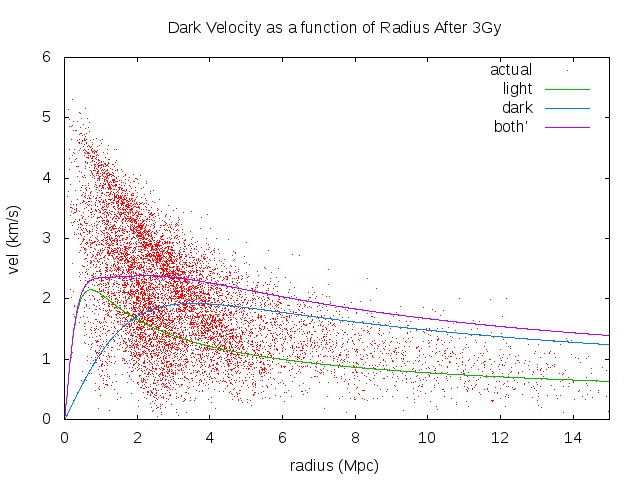 Dark Velocity as a function of Radius After 3Gy
6
5
4
3
2
1
0
vel (km/s)
actual
light
dark
both'
0 2 4 6 8 10 12 14
radius (Mpc)